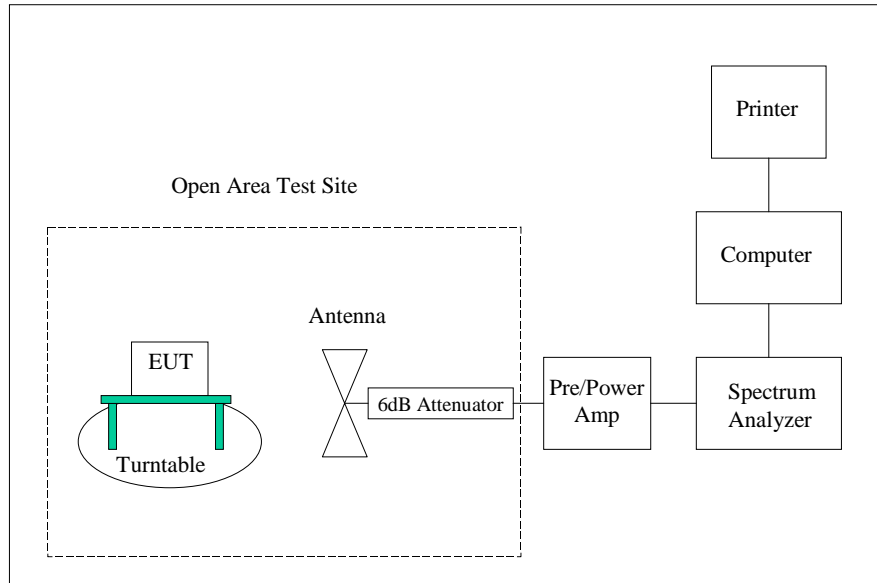 Printer
Open Area Test Site
Computer
Antenna
EUT
6dB Attenuator
Pre/Power
Amp
Spectrum
Analyzer
Turntable